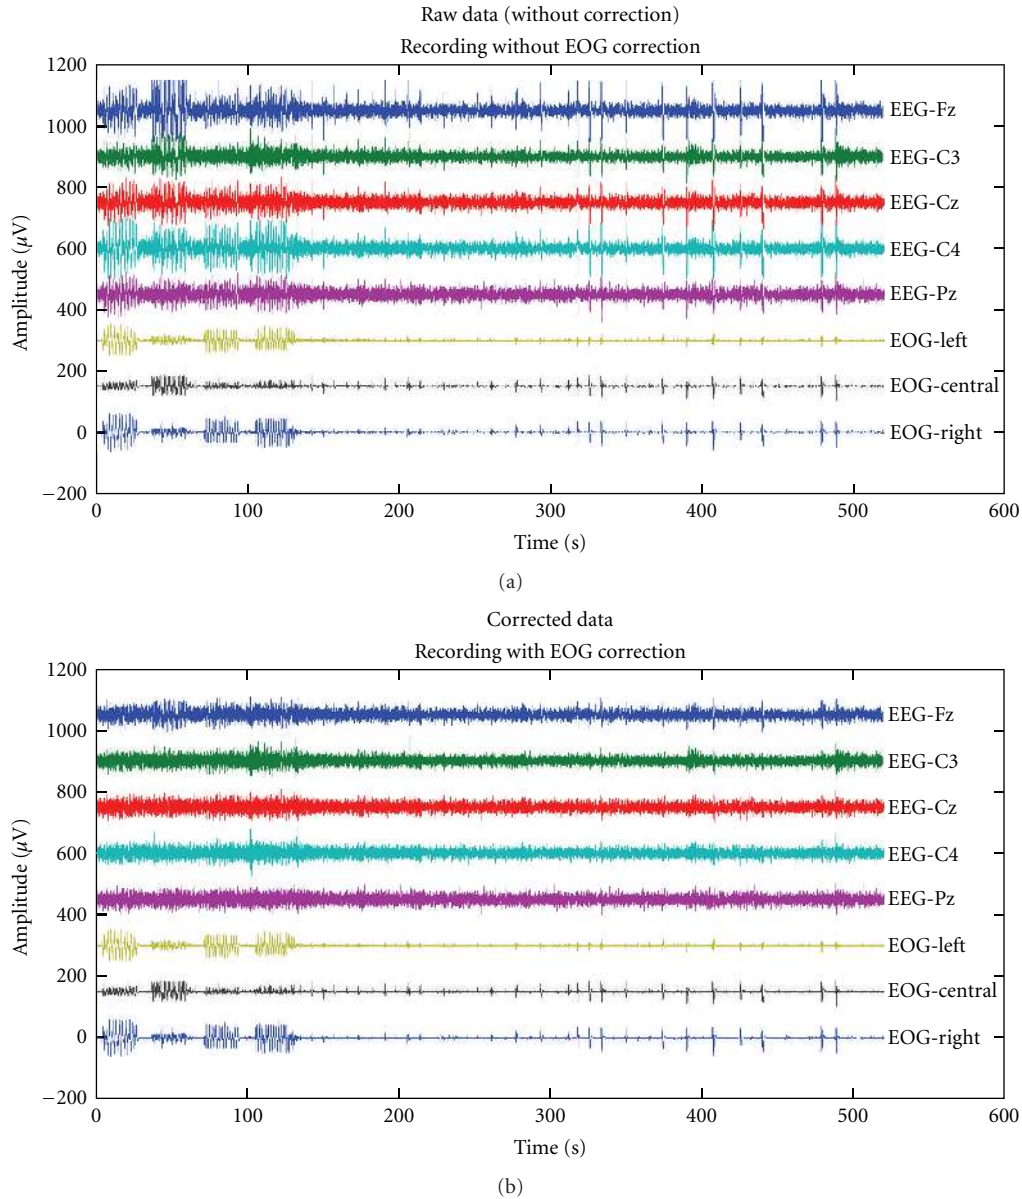 Raw data (without correction)
Recording without EOG correction
(a)
1200
1000
800
600
400
200
0
−200
Amplitude (μV)
EEG-Fz
EEG-C3
EEG-Cz
EEG-C4
EEG-Pz
EOG-left
EOG-central
EOG-right
0 100 200 300 400 500 600
Time (s)
Corrected data
Recording with EOG correction
1200
1000
800
600
400
200
0
−200
Amplitude (μV)
EEG-Fz
EEG-C3
EEG-Cz
EEG-C4
EEG-Pz
EOG-left
EOG-central
EOG-right
0 100 200 300 400 500 600
Time (s)
(b)